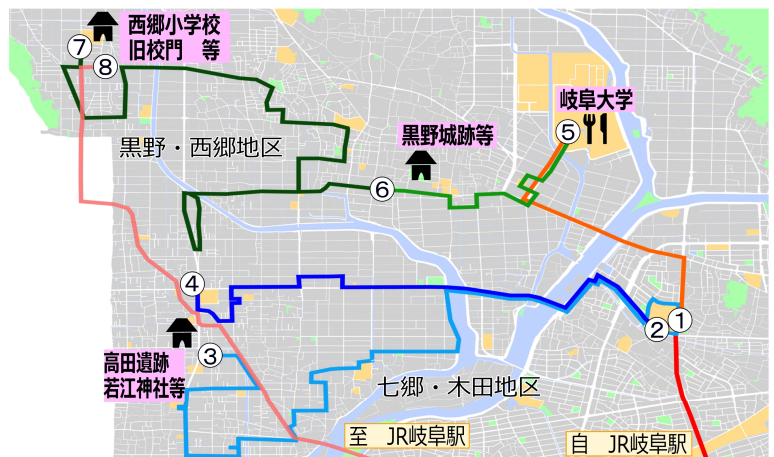 西郷小学校
旧校門 等
⑦
⑧
岐阜大学
⑤
黒野城跡等
黒野・西郷地区
⑥
④
①
②
高田遺跡
若江神社等
③
七郷・木田地区
至 JR岐阜駅
自 JR岐阜駅